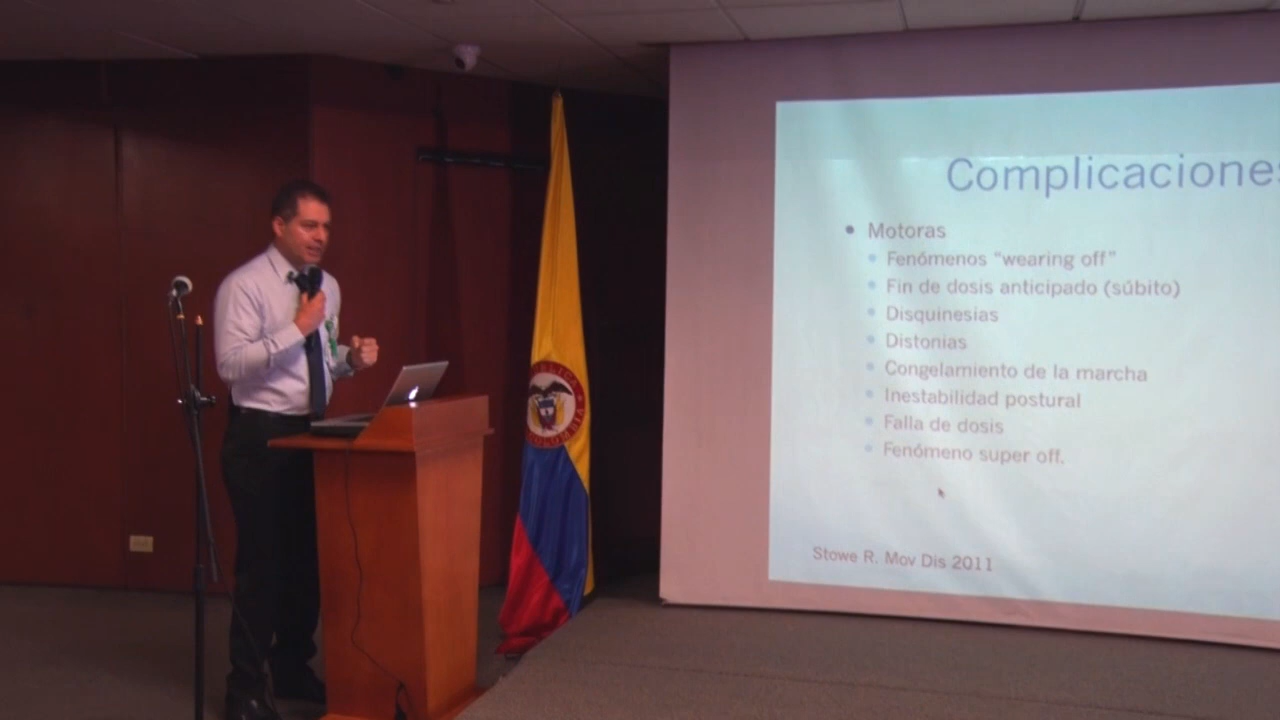 Complicaciones
Motoras
Fenómenos "wearing off"
Fin de dosis anticipado (súbito)
Disquinesias
Distonias
Congelamiento de la marcha
Inestabilidad postural
Falla de dosis
Fenómeno super off.
Stowe R. Mov Dis 2011